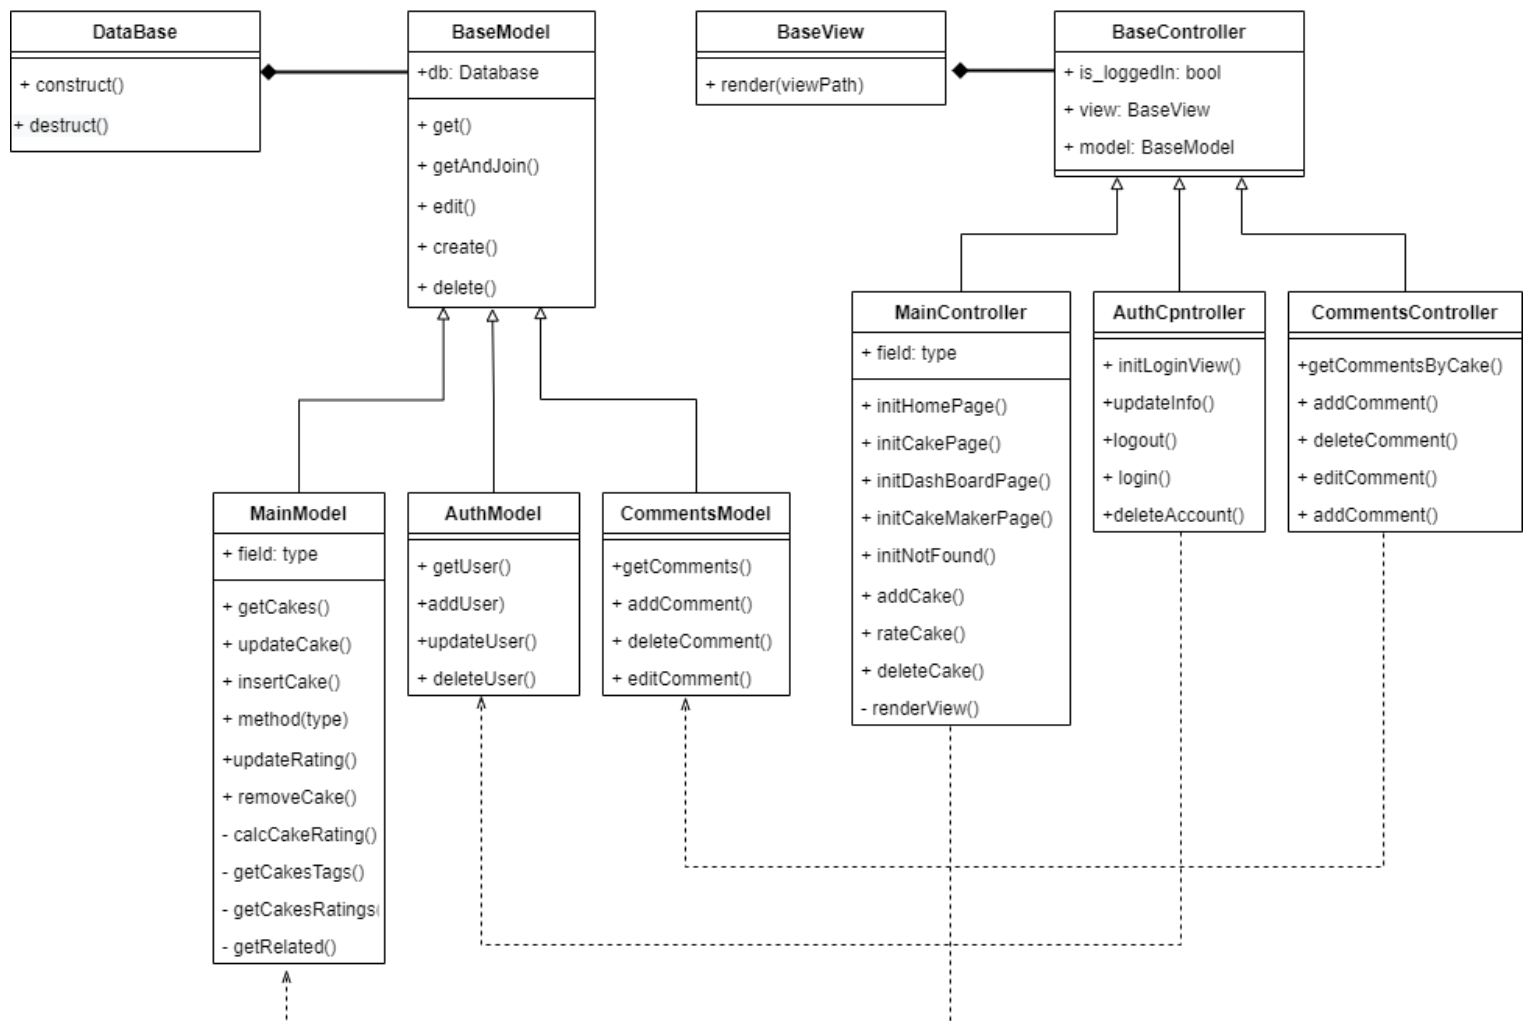 DataBase
+ construct()
+ destruct()
BaseModel
+db: Database
+ get()
+ getAndJoin()
+ edit()
+ create()
+ delete()
BaseView
+ render(viewPath)
BaseController
+ is_loggedIn: bool
+ view: BaseView
+ model: BaseModel
MainController
+ field: type
+ initHomePage()
+ initCakePage()
+ initDashBoardPage()
+ initCakeMakerPage()
+ initNotFound()
+ addCake()
+ rateCake()
+ deleteCake()
- renderView()
AuthCpntroller
+ initLoginView()
+updateInfo()
+logout()
+ login()
+deleteAccount()
CommentsController
+getCommentsByCake()
+ addComment()
+ deleteComment()
+ editComment()
+ addComment()
MainModel
+ field: type
+ getCakes()
+ updateCake()
+ insertCake()
+ method(type)
+updateRating()
+ removeCake()
- calcCakeRating()
- getCakesTags()
- getCakesRatings(
- getRelated()
AuthModel
+ getUser()
+addUser)
+updateUser()
+ deleteUser()
CommentsModel
+getComments()
+ addComment()
+ deleteComment()
+ editComment()